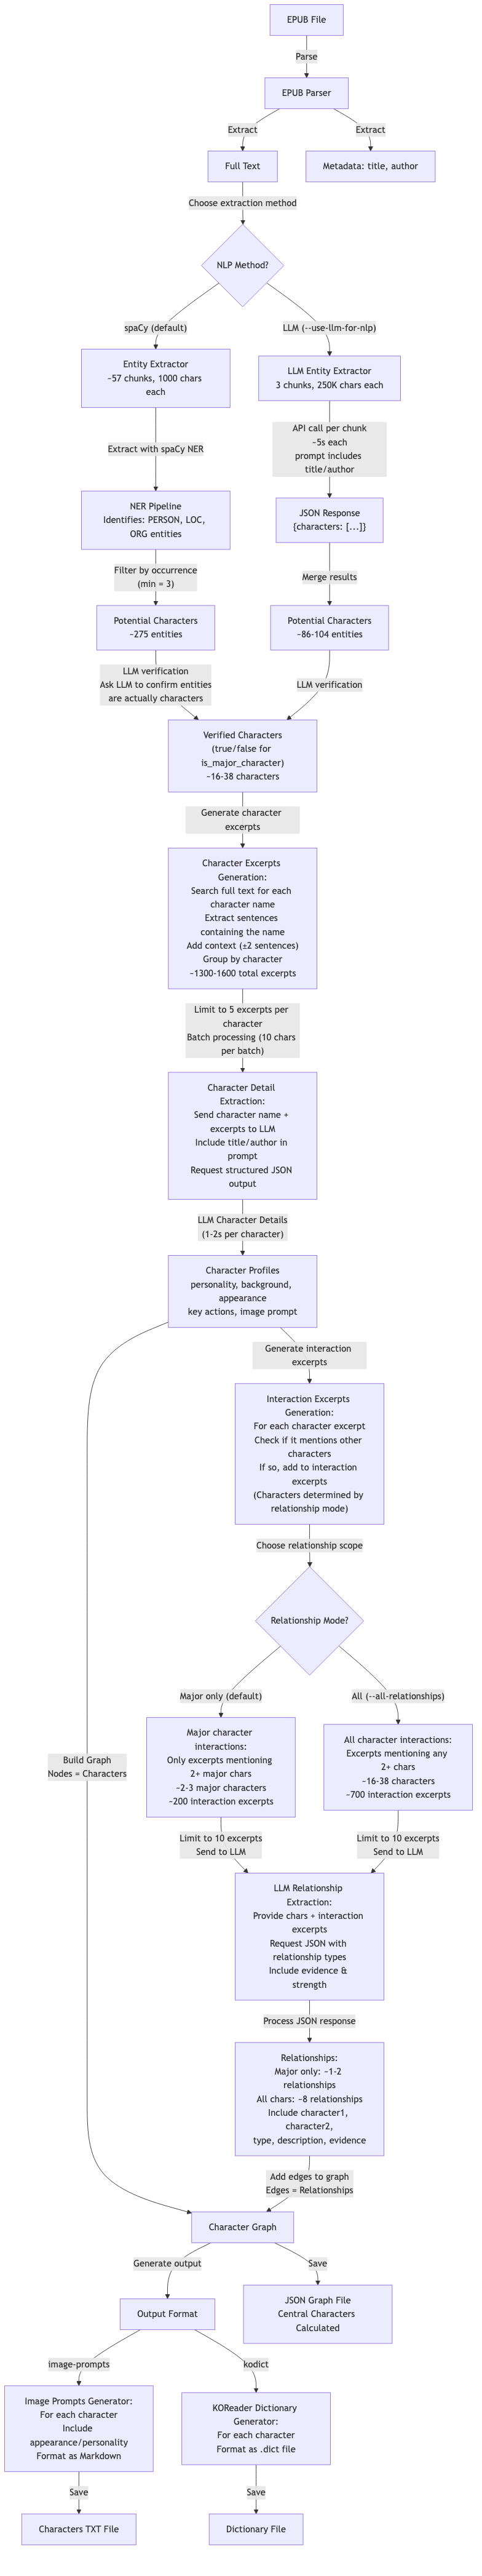 EPUB File
Parse
EPUB Parser
Extract
Extract
Full Text
Metadata: title, author
Choose extraction method
NLP Method?
spaCy (default)
LLM (--use-llm-for-nlp)
Entity Extractor
~57 chunks, 1000 chars
each
LLM Entity Extractor
3 chunks, 250K chars each
Extract with spaCy NER
API call per chunk
~5s each
prompt includes
title/author
NER Pipeline
Identifies: PERSON, LOC,
ORG entities
JSON Response
{characters: [...]}
Filter by occurrence
(min = 3)
Merge results
Potential Characters
~275 entities
Potential Characters
~86-104 entities
LLM verification
Ask LLM to confirm entities
are actually characters
LLM verification
Verified Characters
(true/false for
is_major_character)
~16-38 characters
Generate character
excerpts
Character Excerpts
Generation:
Search full text for each
character name
Extract sentences
containing the name
Add context (±2 sentences)
Group by character
~1300-1600 total excerpts
Limit to 5 excerpts per
character
Batch processing (10 chars
per batch)
Character Detail
Extraction:
Send character name +
excerpts to LLM
Include title/author in
prompt
Request structured JSON
output
LLM Character Details
(1-2s per character)
Character Profiles
personality, background,
appearance
key actions, image prompt
Generate interaction
excerpts
Interaction Excerpts
Generation:
For each character excerpt
Check if it mentions other
characters
If so, add to interaction
excerpts
(Characters determined by
relationship mode)
Choose relationship scope
Relationship Mode?
Major only (default)
All (--all-relationships)
Build Graph
Nodes = Characters
Major character
interactions:
Only excerpts mentioning
2+ major chars
~2-3 major characters
~200 interaction excerpts
All character interactions:
Excerpts mentioning any
2+ chars
~16-38 characters
~700 interaction excerpts
Limit to 10 excerpts
Send to LLM
Limit to 10 excerpts
Send to LLM
LLM Relationship
Extraction:
Provide chars + interaction
excerpts
Request JSON with
relationship types
Include evidence &
strength
Process JSON response
Relationships:
Major only: ~1-2
relationships
All chars: ~8 relationships
Include character1,
character2,
type, description, evidence
Add edges to graph
Edges = Relationships
Character Graph
Generate output
Save
Output Format
JSON Graph File
Central Characters
Calculated
image-prompts
kodict
Image Prompts Generator:
For each character
Include
appearance/personality
Format as Markdown
KOReader Dictionary
Generator:
For each character
Format as .dict file
Save
Save
Characters TXT File
Dictionary File